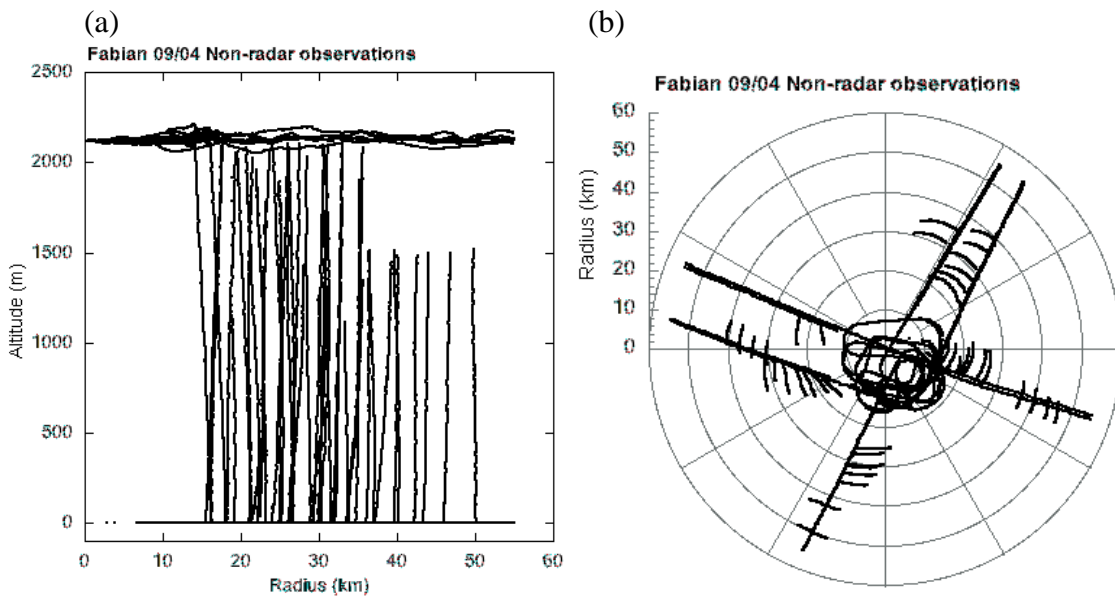 (a)
Fabian 09/04 Non-radar observations
2500
2000
1500
1000
500
0
Altitude (m)
0 10 20 30 40 50 60
Radius (km)
(b)
Fabian 09/04 Non-radar observations
60
50
40
30
20
10
0
Radius (km)